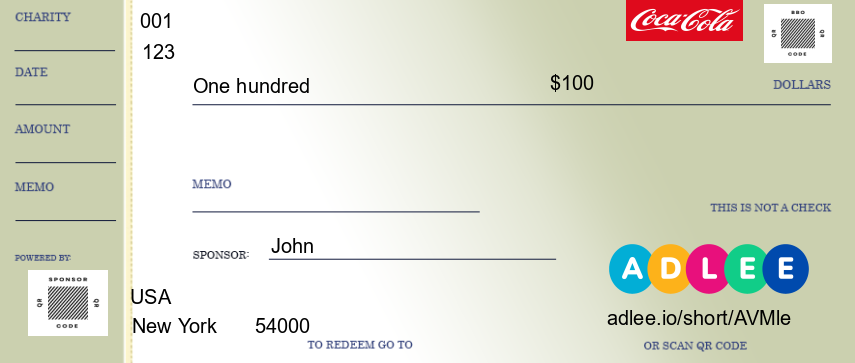 CHARITY
DATE
AMOUNT
MEMO
POWERED BY:
SPONSOR
QR
QR
CODE
001
123
Coca-Cola
BBO
QR
QR
CODE
One hundred $100 DOLLARS
MEMO
THIS IS NOT A CHECK
SPONSOR: John
ADLEE
USA
New York 54000
adlee.io/short/AVMle
TO REDEEM GO TO OR SCAN QR CODE